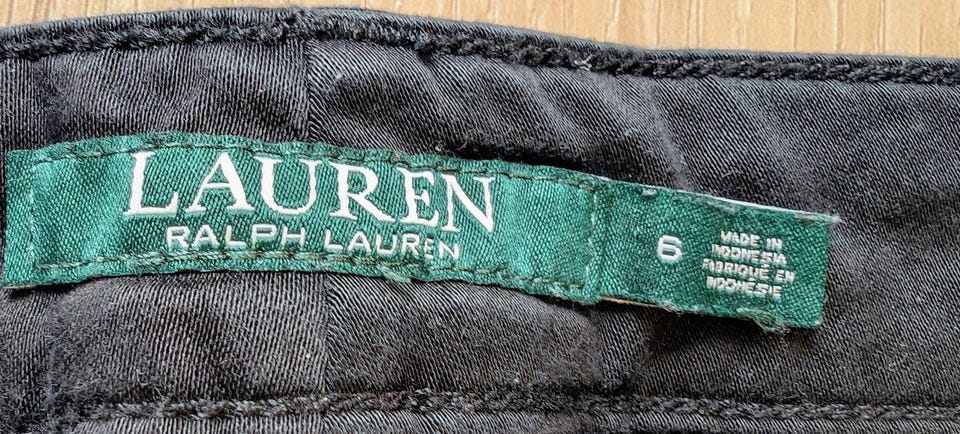 LAUREN
RALPH LAUREN
6
MADE IN
INDONESIA
FABRIQUÉ EN
INDONÉSIE